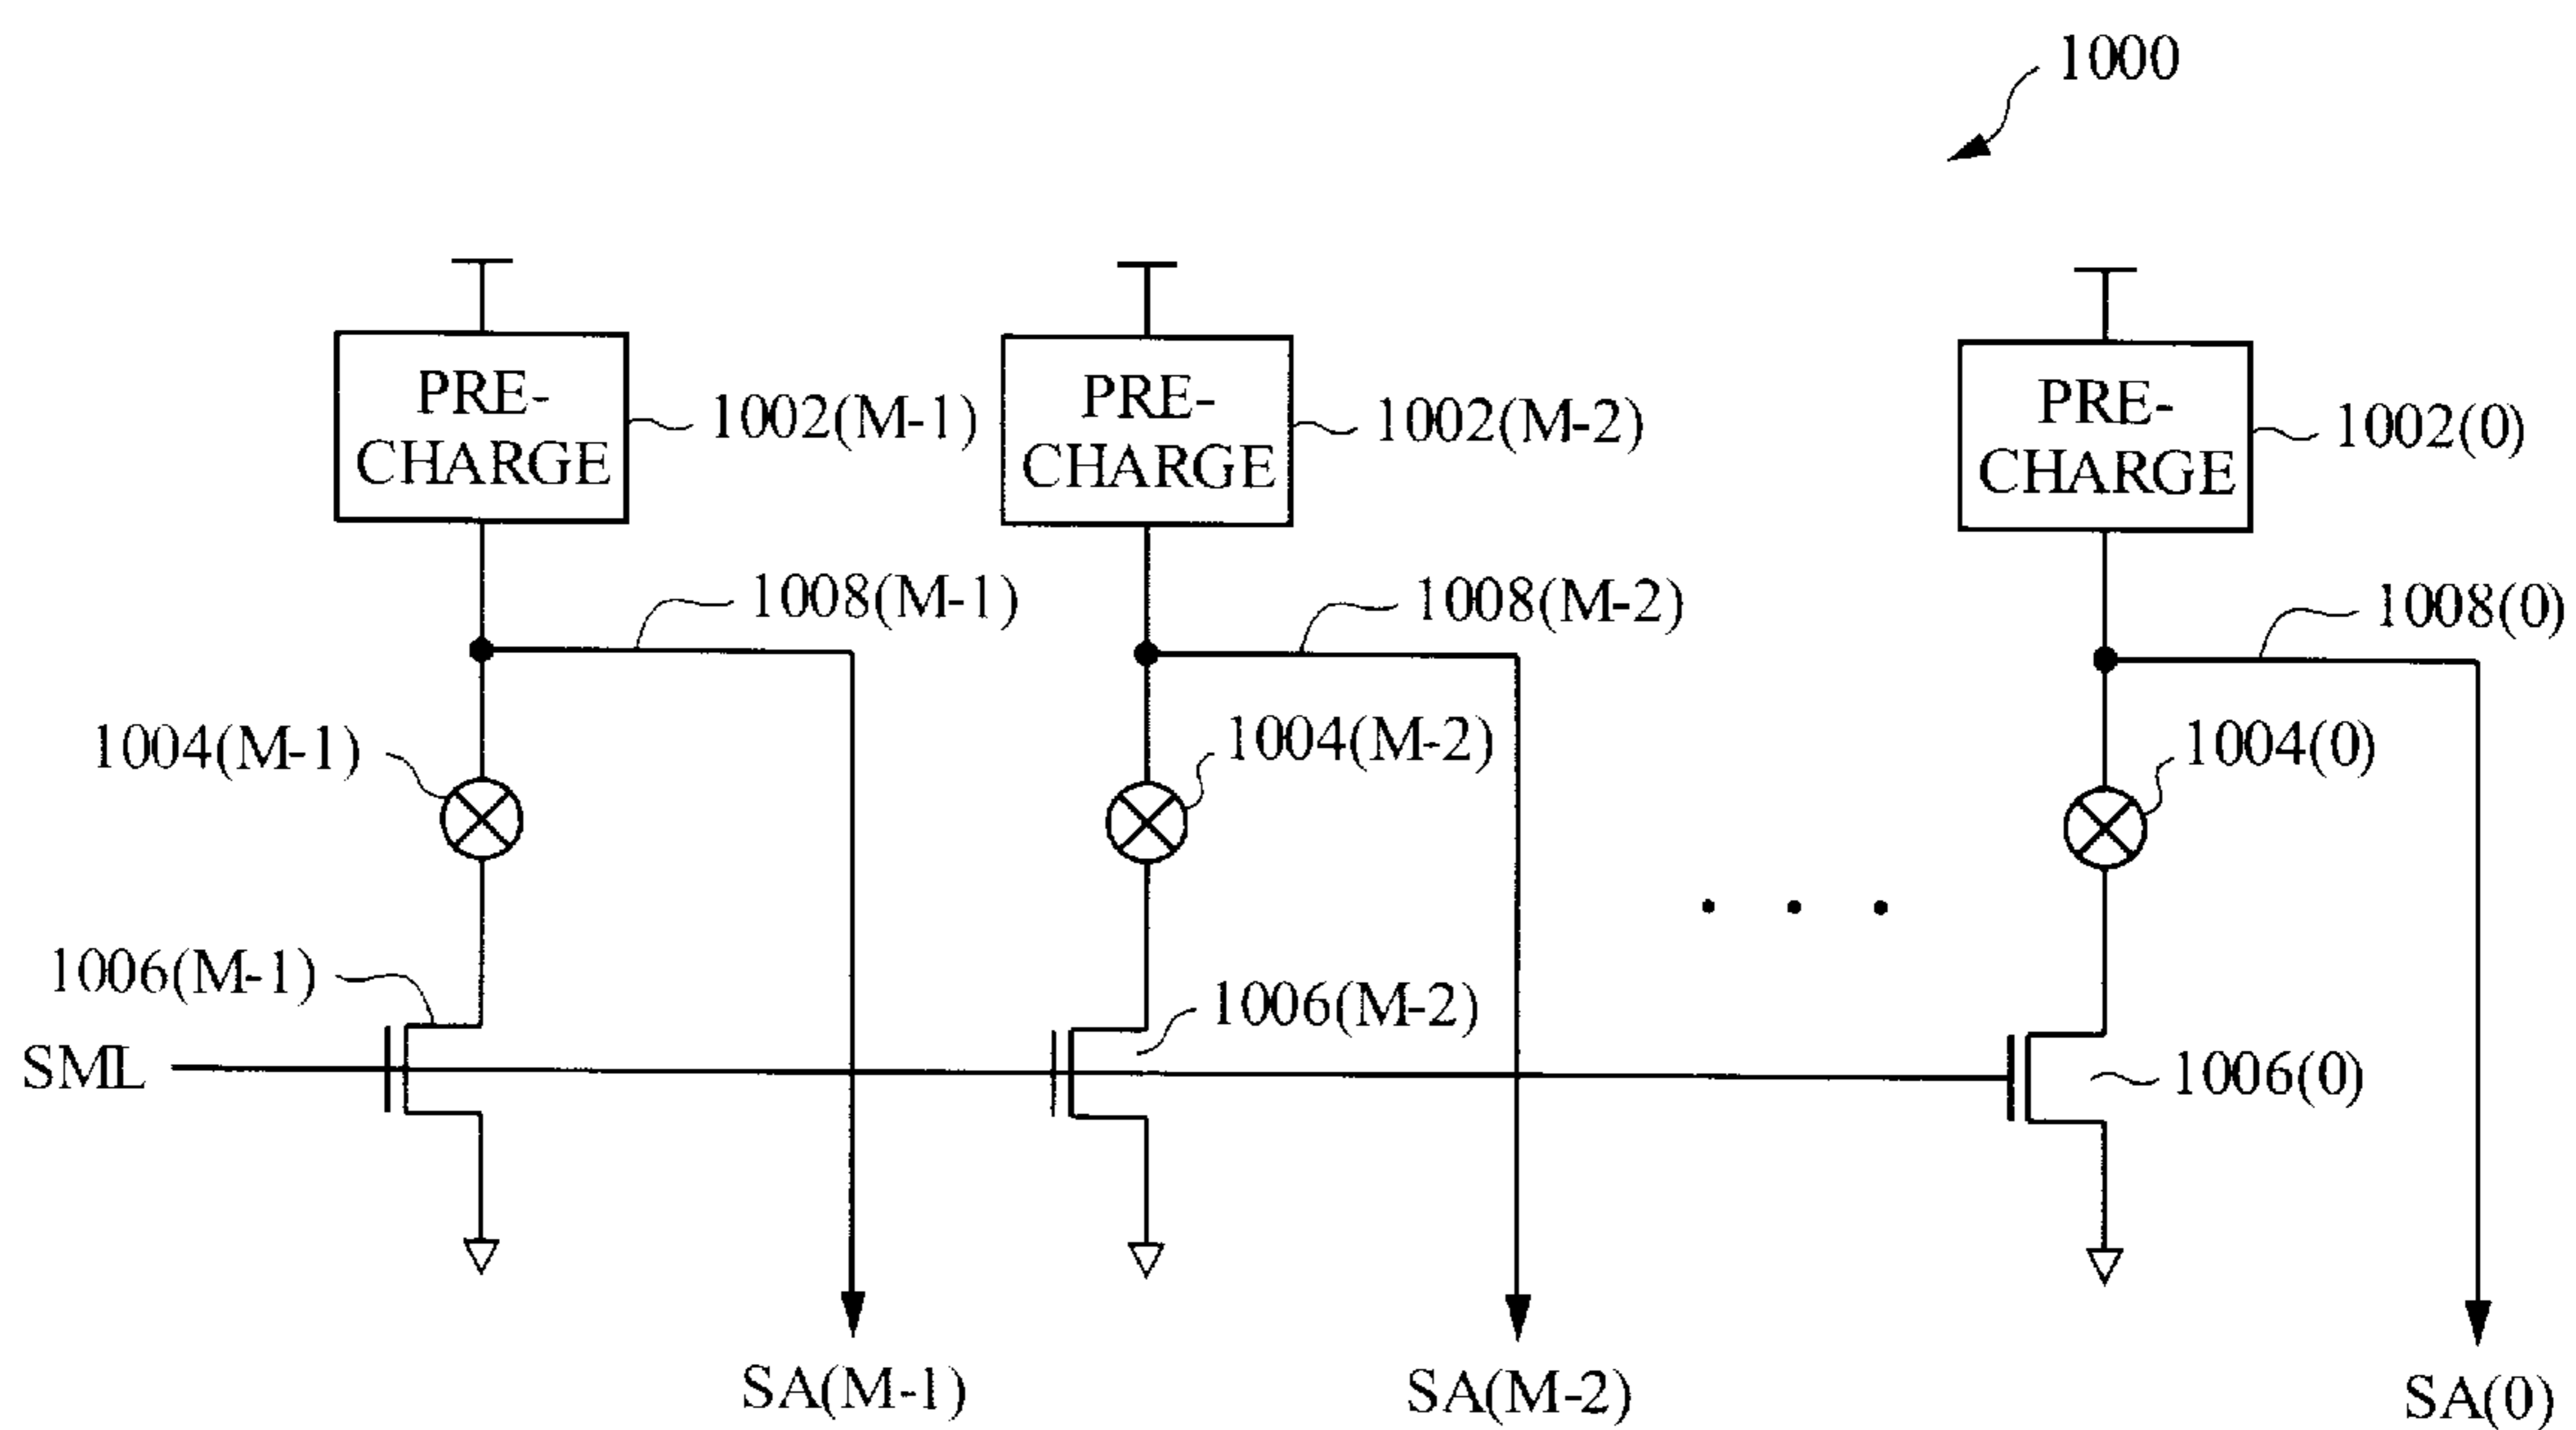 1000
PRE-
CHARGE
1002(M-1)
PRE-
CHARGE
1002(M-2)
PRE-
CHARGE
1002(0)
1008(M-1)
1008(M-2)
1008(0)
1004(M-1)
1004(M-2)
1004(0)
1006(M-1)
1006(M-2)
1006(0)
SML
SA(M-1)
SA(M-2)
SA(0)